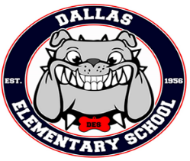 DALLAS
EST. 1956
DES
ELEMENTARY SCHOOL